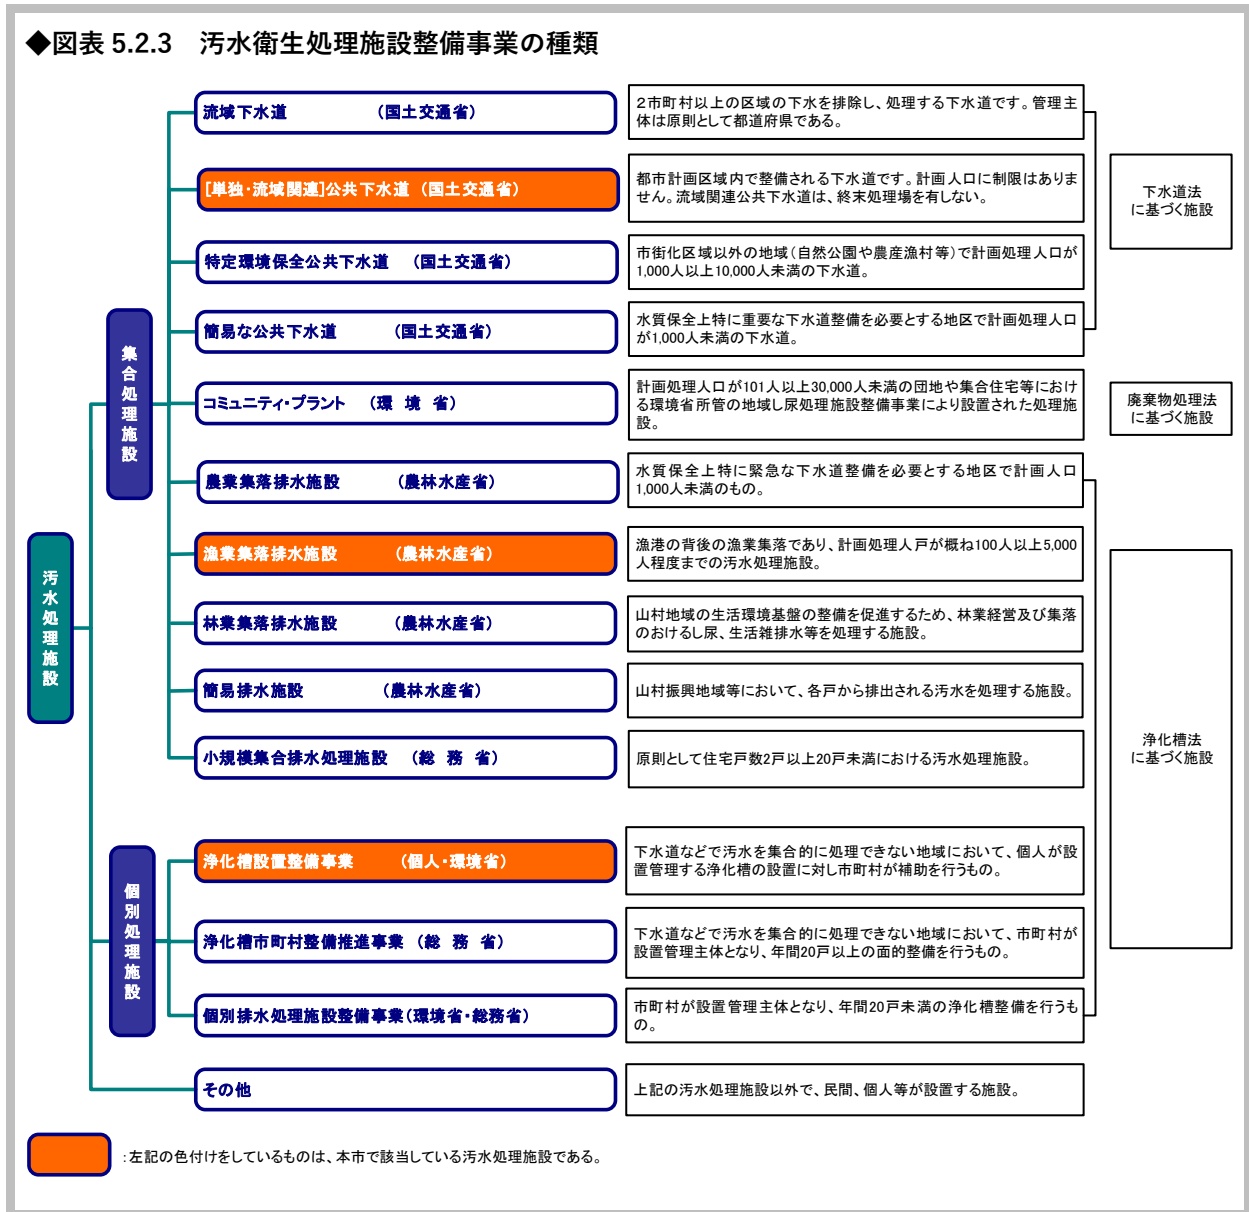 ◆図表 5.2.3　汚水衛生処理施設整備事業の種類
汚水処理施設
集合処理施設
流域下水道　（国土交通省）
２市町村以上の区域の下水を排除し、処理する下水道です。管理主
体は原則として都道府県である。
[単独・流域関連]公共下水道　（国土交通省）
都市計画区域内で整備される下水道です。計画人口に制限はありま
せん。流域関連公共下水道は、終末処理場を有しない。
特定環境保全公共下水道　（国土交通省）
市街化区域以外の地域（自然公園や農産漁村等）で計画処理人口が
1,000人以上10,000人未満の下水道。
簡易な公共下水道　（国土交通省）
水質保全上特に重要な下水道整備を必要とする地区で計画処理人口
が1,000人未満の下水道。
下水道法
に基づく施設
コミュニティ・プラント　（環　境　省）
計画処理人口が101人以上30,000人未満の団地や集合住宅等におけ
る環境省所管の地域し尿処理施設整備事業により設置された処理施
設。
廃棄物処理法
に基づく施設
農業集落排水施設　（農林水産省）
水質保全上特に緊急な下水道整備を必要とする地区で計画人口
1,000人未満のもの。
漁業集落排水施設　（農林水産省）
漁港の背後の漁業集落であり、計画処理人戸が概ね100人以上5,000
人程度までの汚水処理施設。
林業集落排水施設　（農林水産省）
山村地域の生活環境基盤の整備を促進するため、林業経営及び集落
のおけるし尿、生活雑排水等を処理する施設。
簡易排水施設　（農林水産省）
山村振興地域等において、各戸から排出される汚水を処理する施設。
小規模集合排水処理施設　（総　務　省）
原則として住宅戸数2戸以上20戸未満における汚水処理施設。
浄化槽法
に基づく施設
個別処理施設
浄化槽設置整備事業　（個人・環境省）
下水道などで汚水を集合的に処理できない地域において、個人が設
置管理する浄化槽の設置に対し市町村が補助を行うもの。
浄化槽市町村整備推進事業　（総　務　省）
下水道などで汚水を集合的に処理できない地域において、市町村が
設置管理主体となり、年間20戸以上の面的整備を行うもの。
個別排水処理施設整備事業（環境省・総務省）
市町村が設置管理主体となり、年間20戸未満の浄化槽整備を行うも
の。
その他
上記の汚水処理施設以外で、民間、個人等が設置する施設。
：左記の色付けをしているものは、本市で該当している汚水処理施設である。